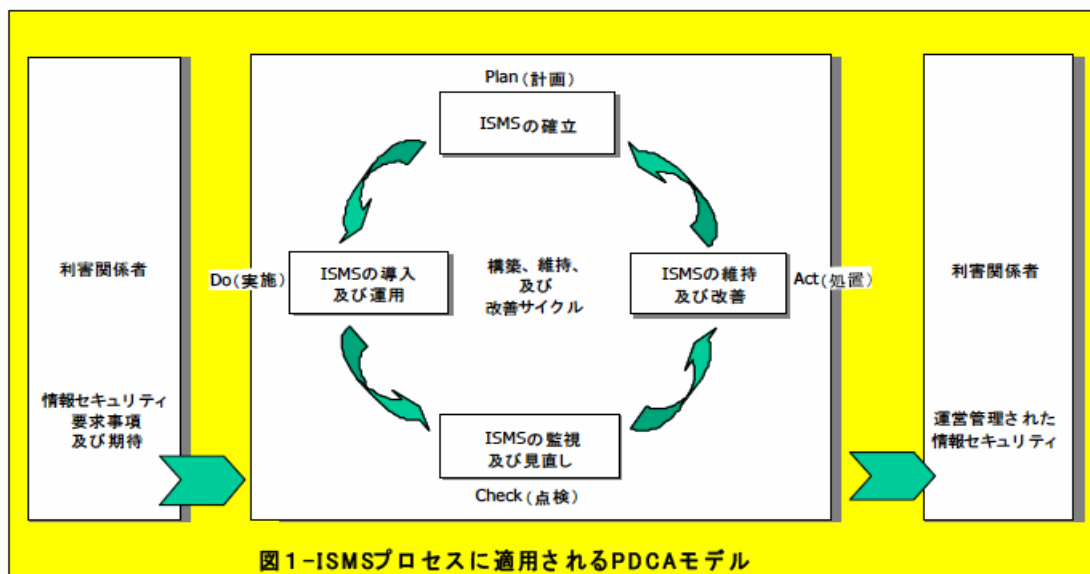 Plan(計画)
ISMSの確立
利害関係者
情報セキュリティ
要求事項
及び期待
Do(実施)
ISMSの導入
及び運用
構築、維持、
及び
改善サイクル
ISMSの維持
及び改善
Act(処置)
ISMSの監視
及び見直し
Check(点検)
利害関係者
運営管理された
情報セキュリティ
図1-ISMSプロセスに適用されるPDCAモデル